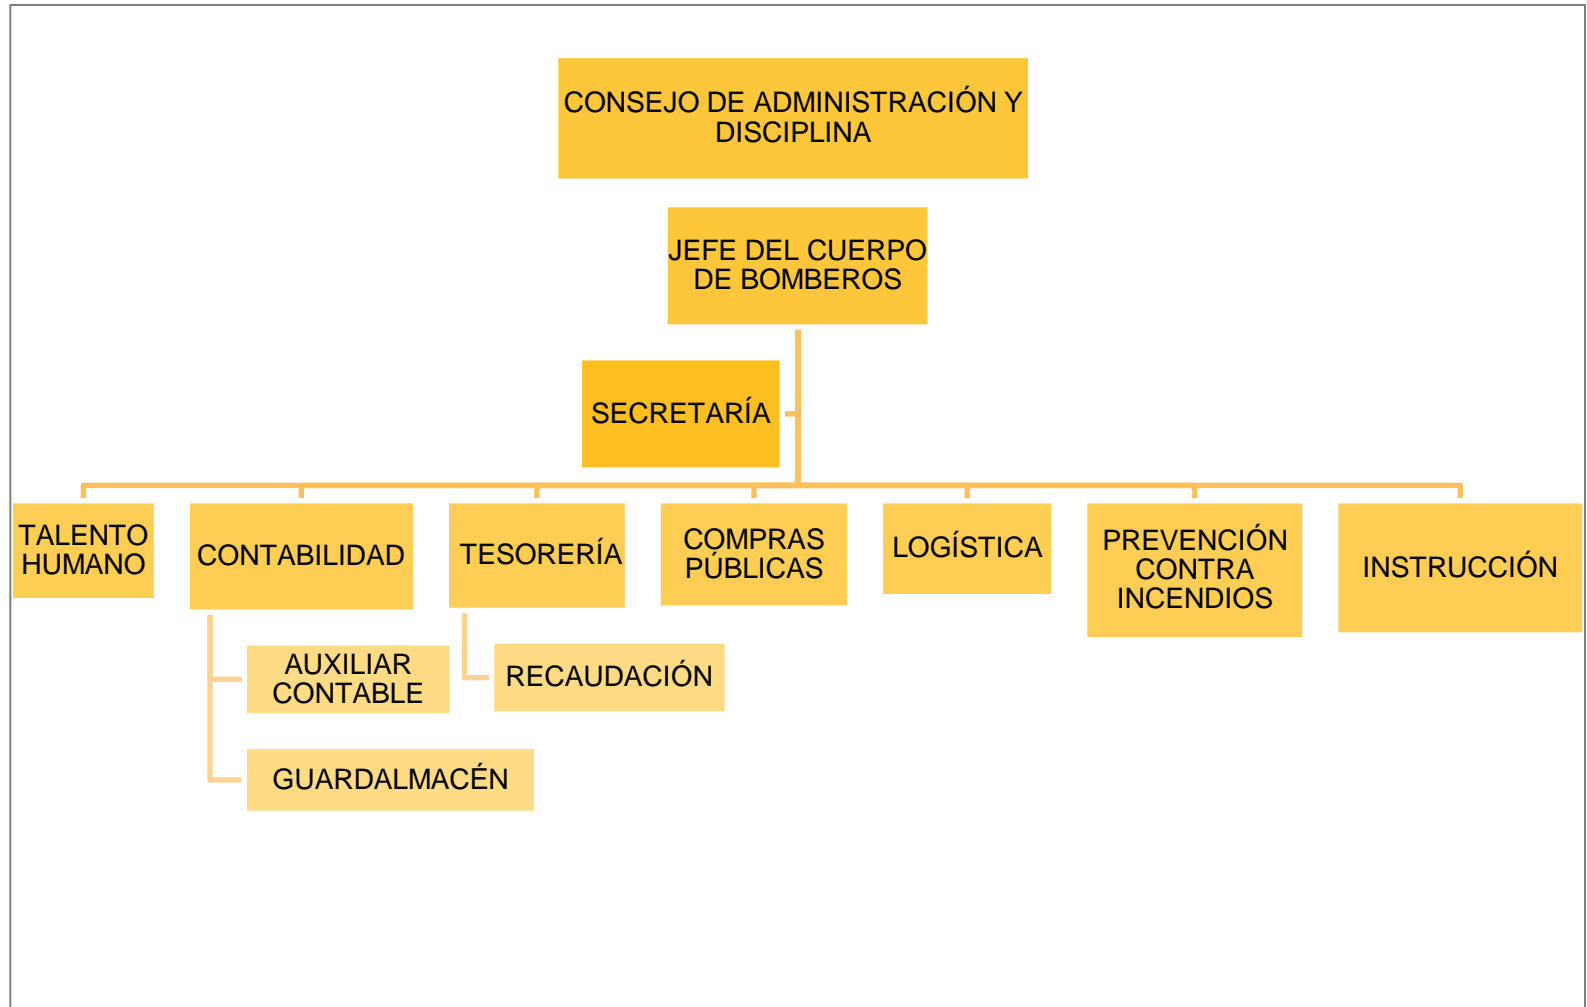 CONSEJO DE ADMINISTRACIÓN Y
DISCIPLINA
JEFE DEL CUERPO
DE BOMBEROS
SECRETARÍA
TALENTO
HUMANO
CONTABILIDAD
TESORERÍA
COMPRAS
PÚBLICAS
LOGÍSTICA
PREVENCIÓN
CONTRA
INCENDIOS
INSTRUCCIÓN
AUXILIAR
CONTABLE
RECAUDACIÓN
GUARDALMACÉN